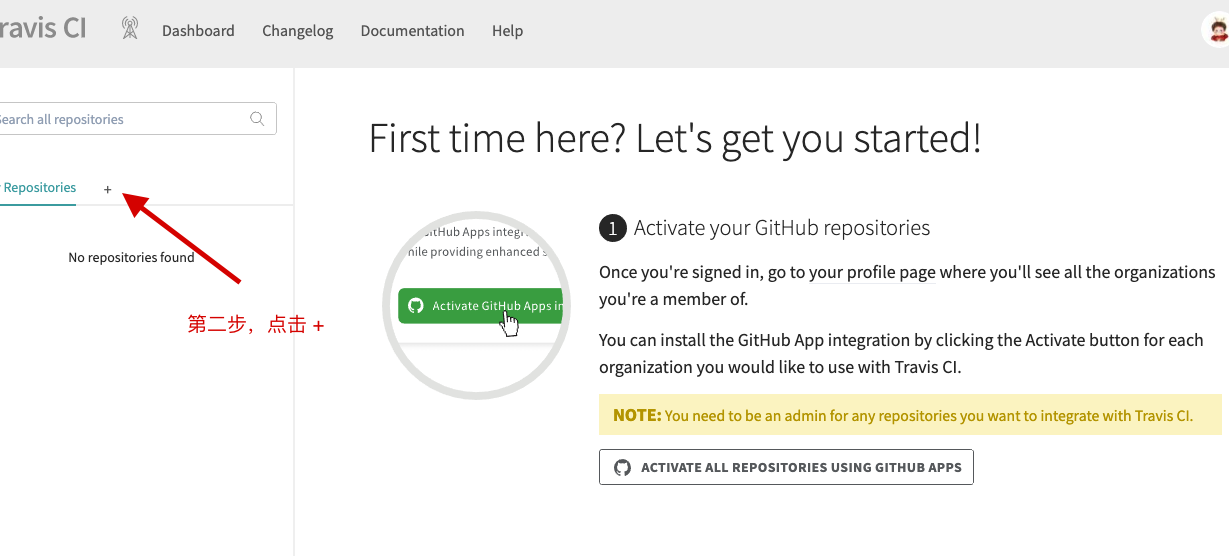 ravis CI
Dashboard
Changelog
Documentation
Help
Search all repositories
Repositories
+
No repositories found
第二步，点击 +
First time here? Let's get you started!
GitHub Apps integr
ile providing enhanced s
Activate GitHub Apps in
1 Activate your GitHub repositories
Once you're signed in, go to your profile page where you'll see all the organizations
you're a member of.
You can install the GitHub App integration by clicking the Activate button for each
organization you would like to use with Travis CI.
NOTE: You need to be an admin for any repositories you want to integrate with Travis CI.
ACTIVATE ALL REPOSITORIES USING GITHUB APPS